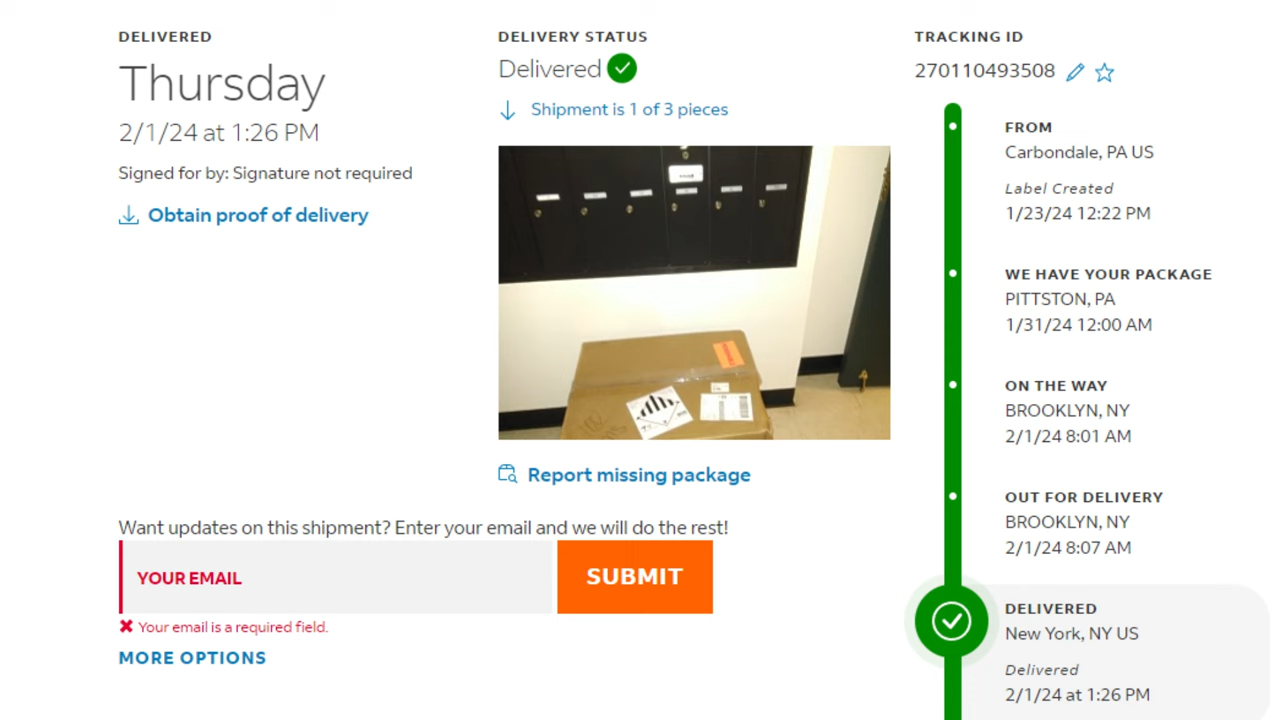 DELIVERED
Thursday
2/1/24 at 1:26 PM
Signed for by: Signature not required
Obtain proof of delivery
DELIVERY STATUS
Delivered
Shipment is 1 of 3 pieces
Report missing package
Want updates on this shipment? Enter your email and we will do the rest!
YOUR EMAIL
SUBMIT
Your email is a required field.
MORE OPTIONS
TRACKING ID
270110493508
FROM
Carbondale, PA US
Label Created
1/23/24 12:22 PM
WE HAVE YOUR PACKAGE
PITTSTON, PA
1/31/24 12:00 AM
ON THE WAY
BROOKLYN, NY
2/1/24 8:01 AM
OUT FOR DELIVERY
BROOKLYN, NY
2/1/24 8:07 AM
DELIVERED
New York, NY US
Delivered
2/1/24 at 1:26 PM